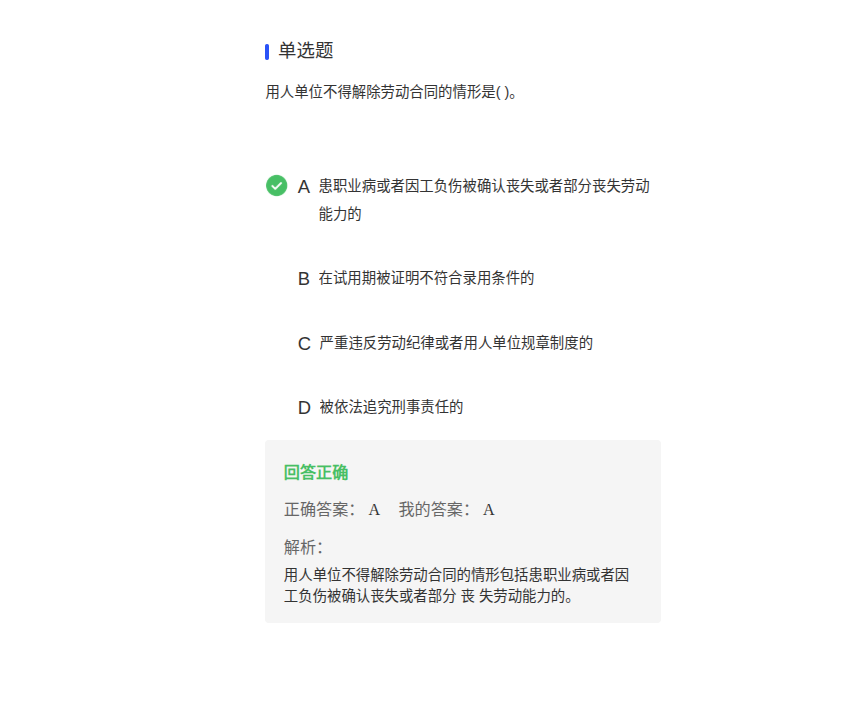 单选题
用人单位不得解除劳动合同的情形是( )。
A 患职业病或者因工负伤被确认丧失或者部分丧失劳动
能力的
B 在试用期被证明不符合录用条件的
C 严重违反劳动纪律或者用人单位规章制度的
D 被依法追究刑事责任的
回答正确
正确答案： A 我的答案： A
解析：
用人单位不得解除劳动合同的情形包括患职业病或者因
工负伤被确认丧失或者部分 丧 失劳动能力的。